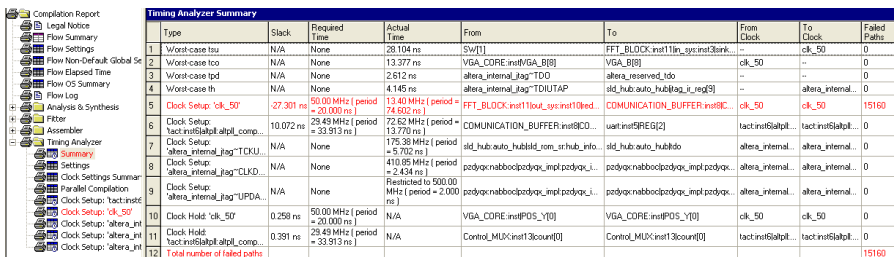 Compilation Report
Legal Notice
Flow Summary
Flow Settings
Flow Non-Default Global Se
Flow Elapsed Time
Flow OS Summary
Flow Log
Analysis & Synthesis
Fitter
Assembler
Timing Analyzer
Summary
Settings
Clock Settings Summar
Parallel Compilation
Clock Setup: 'tact:inst6
Clock Setup: 'clk_50'
Clock Setup: 'altera_int
Clock Setup: 'altera_int
Clock Setup: 'altera_int
Timing Analyzer Summary
Type Slack Required Time Actual Time From To From Clock To Clock Failed Paths
1 Worst-case tsu N/A None 28.104 ns SW[1] FFT_BLOCK:inst11|in_sys:inst3|sink... -- clk_50 0
2 Worst-case tco N/A None 13.377 ns VGA_CORE:inst|VGA_B[8] VGA_B[8] clk_50 -- 0
3 Worst-case tpd N/A None 2.612 ns altera_internal_jtag~TDO altera_reserved_tdo -- -- 0
4 Worst-case th N/A None 4.145 ns altera_internal_jtag~TDIUTAP sld_hub:auto_hub|tag_ir_reg[9] -- altera_internal... 0
5 Clock Setup: 'clk_50' -27.301 ns 50.00 MHz ( period = 20.000 ns ) 13.40 MHz ( period = 74.602 ns ) FFT_BLOCK:inst11|out_sys:inst10|red... COMUNICATION_BUFFER:inst8|C... clk_50 clk_50 15160
6 Clock Setup: 'tact:inst6|altpll:altpll_comp... 10.072 ns 29.49 MHz ( period = 33.913 ns ) 72.62 MHz ( period = 13.770 ns ) COMUNICATION_BUFFER:inst8|CO... uart:inst5|REG[2] tact:inst6|altpll:... tact:inst6|altpll:... 0
7 Clock Setup: 'altera_internal_jtag~TCKU... N/A None 175.38 MHz ( period = 5.702 ns ) sld_hub:auto_hub|sld_rom_sr:hub_info... sld_hub:auto_hub|tdo altera_internal... altera_internal... 0
8 Clock Setup: 'altera_internal_jtag~CLKD... N/A None 410.85 MHz ( period = 2.434 ns ) pzdyqx:nabboc|pzdyqx_impl:pzdyqx_i... pzdyqx:nabboc|pzdyqx_impl:pzdyqx... altera_internal... altera_internal... 0
9 Clock Setup: 'altera_internal_jtag~UPDA... N/A None Restricted to 500.00 MHz ( period = 2.000 ns ) pzdyqx:nabboc|pzdyqx_impl:pzdyqx_i... pzdyqx:nabboc|pzdyqx_impl:pzdyqx... altera_internal... altera_internal... 0
10 Clock Hold: 'clk_50' 0.258 ns 50.00 MHz ( period = 20.000 ns ) N/A VGA_CORE:inst|POS_Y[0] VGA_CORE:inst|POS_Y[0] clk_50 clk_50 0
11 Clock Hold: 'tact:inst6|altpll:altpll_comp... 0.391 ns 29.49 MHz ( period = 33.913 ns ) N/A Control_MUX:inst13|count[0] Control_MUX:inst13|count[0] tact:inst6|altpll:... tact:inst6|altpll:... 0
12 Total number of failed paths 15160